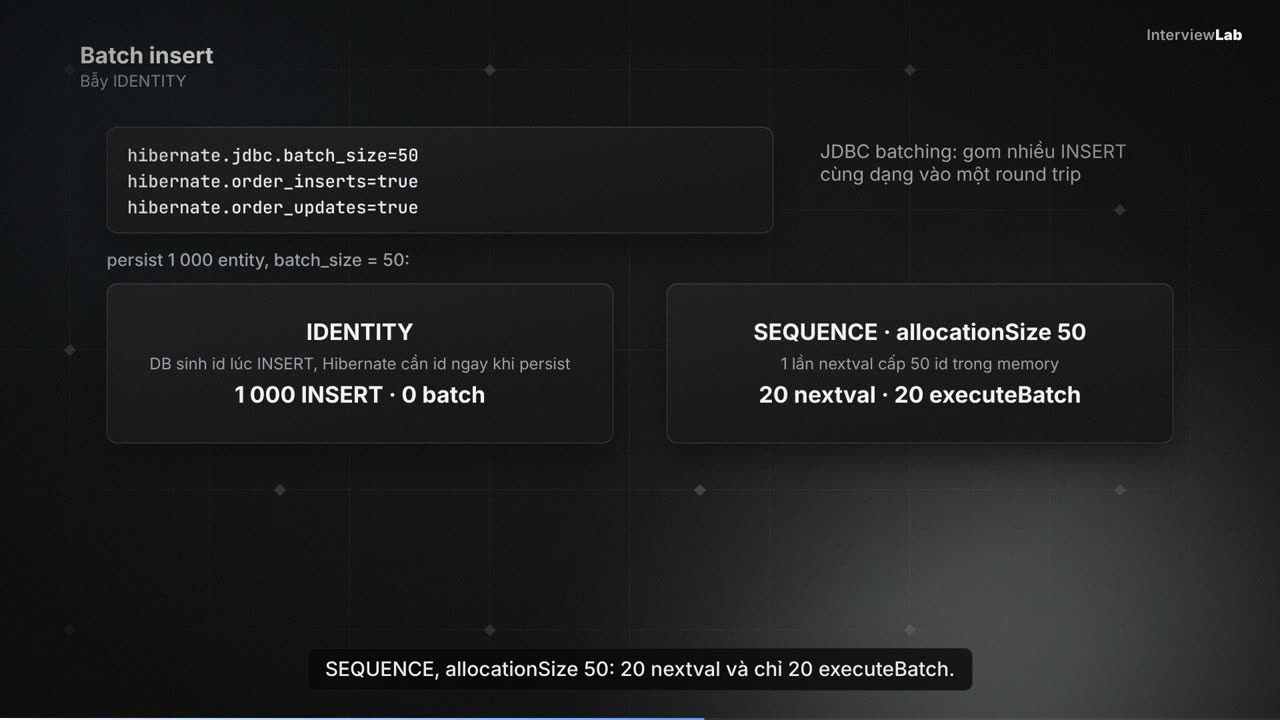 InterviewLab
Batch insert
Bẫy IDENTITY
hibernate.jdbc.batch_size=50
hibernate.order_inserts=true
hibernate.order_updates=true
JDBC batching: gom nhiều INSERT
cùng dạng vào một round trip
persist 1 000 entity, batch_size = 50:
IDENTITY
DB sinh id lúc INSERT, Hibernate cần id ngay khi persist
1 000 INSERT · 0 batch
SEQUENCE · allocationSize 50
1 lần nextval cấp 50 id trong memory
20 nextval · 20 executeBatch
SEQUENCE, allocationSize 50: 20 nextval và chỉ 20 executeBatch.